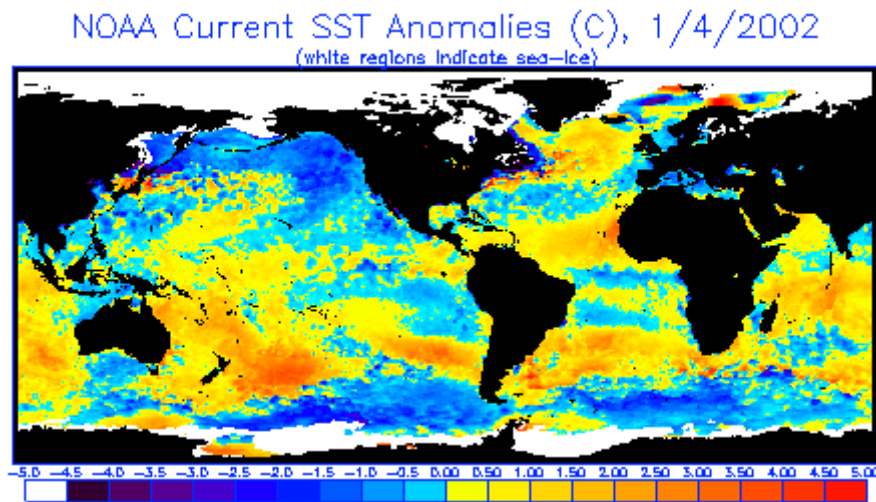 NOAA Current SST Anomalies (C), 1/4/2002
(white regions indicate sea-ice)
-5.0 -4.5 -4.0 -3.5 -3.0 -2.5 -2.0 -1.5 -1.0 -0.5 0.00 0.50 1.00 1.50 2.00 2.50 3.00 3.50 4.00 4.50 5.00